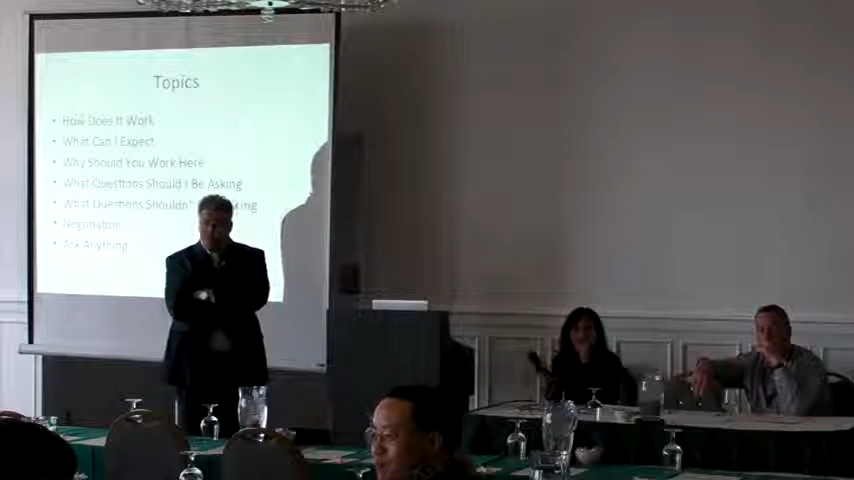 Topics
• How Does It Work
• What Can I Expect
• Why Should You Work Here
• What Questions Should I Be Asking
• What Questions Shouldn'
• Negotiation
• Ask Anything